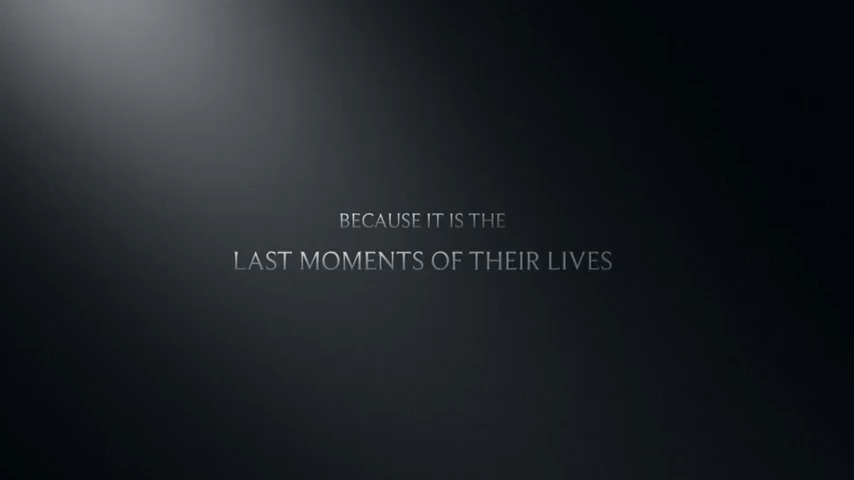 BECAUSE IT IS THE
LAST MOMENTS OF THEIR LIVES